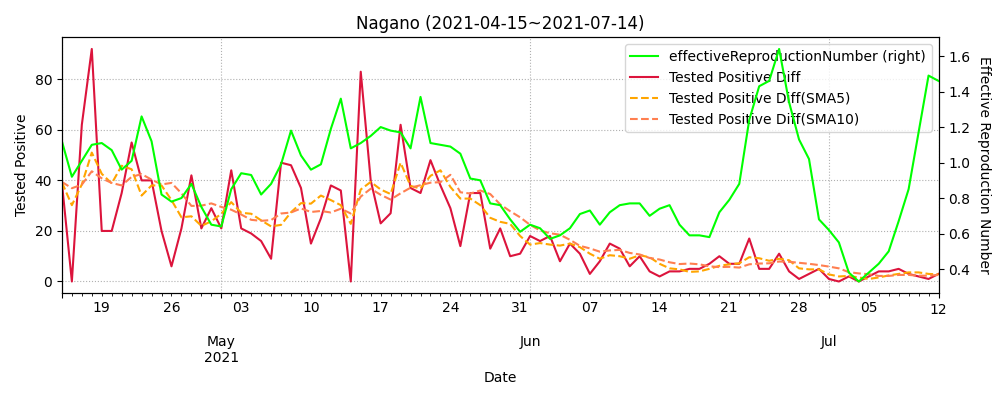 Nagano (2021-04-15~2021-07-14)
effectiveReproductionNumber (right)
Tested Positive Diff
Tested Positive Diff(SMA5)
Tested Positive Diff(SMA10)
Tested Positive
80
60
40
20
0
Effective Reproduction Number
1.6
1.4
1.2
1.0
0.8
0.6
0.4
19 26 03 10 17 24 31 07 14 21 28 05 12
May Jun Jul
2021
Date